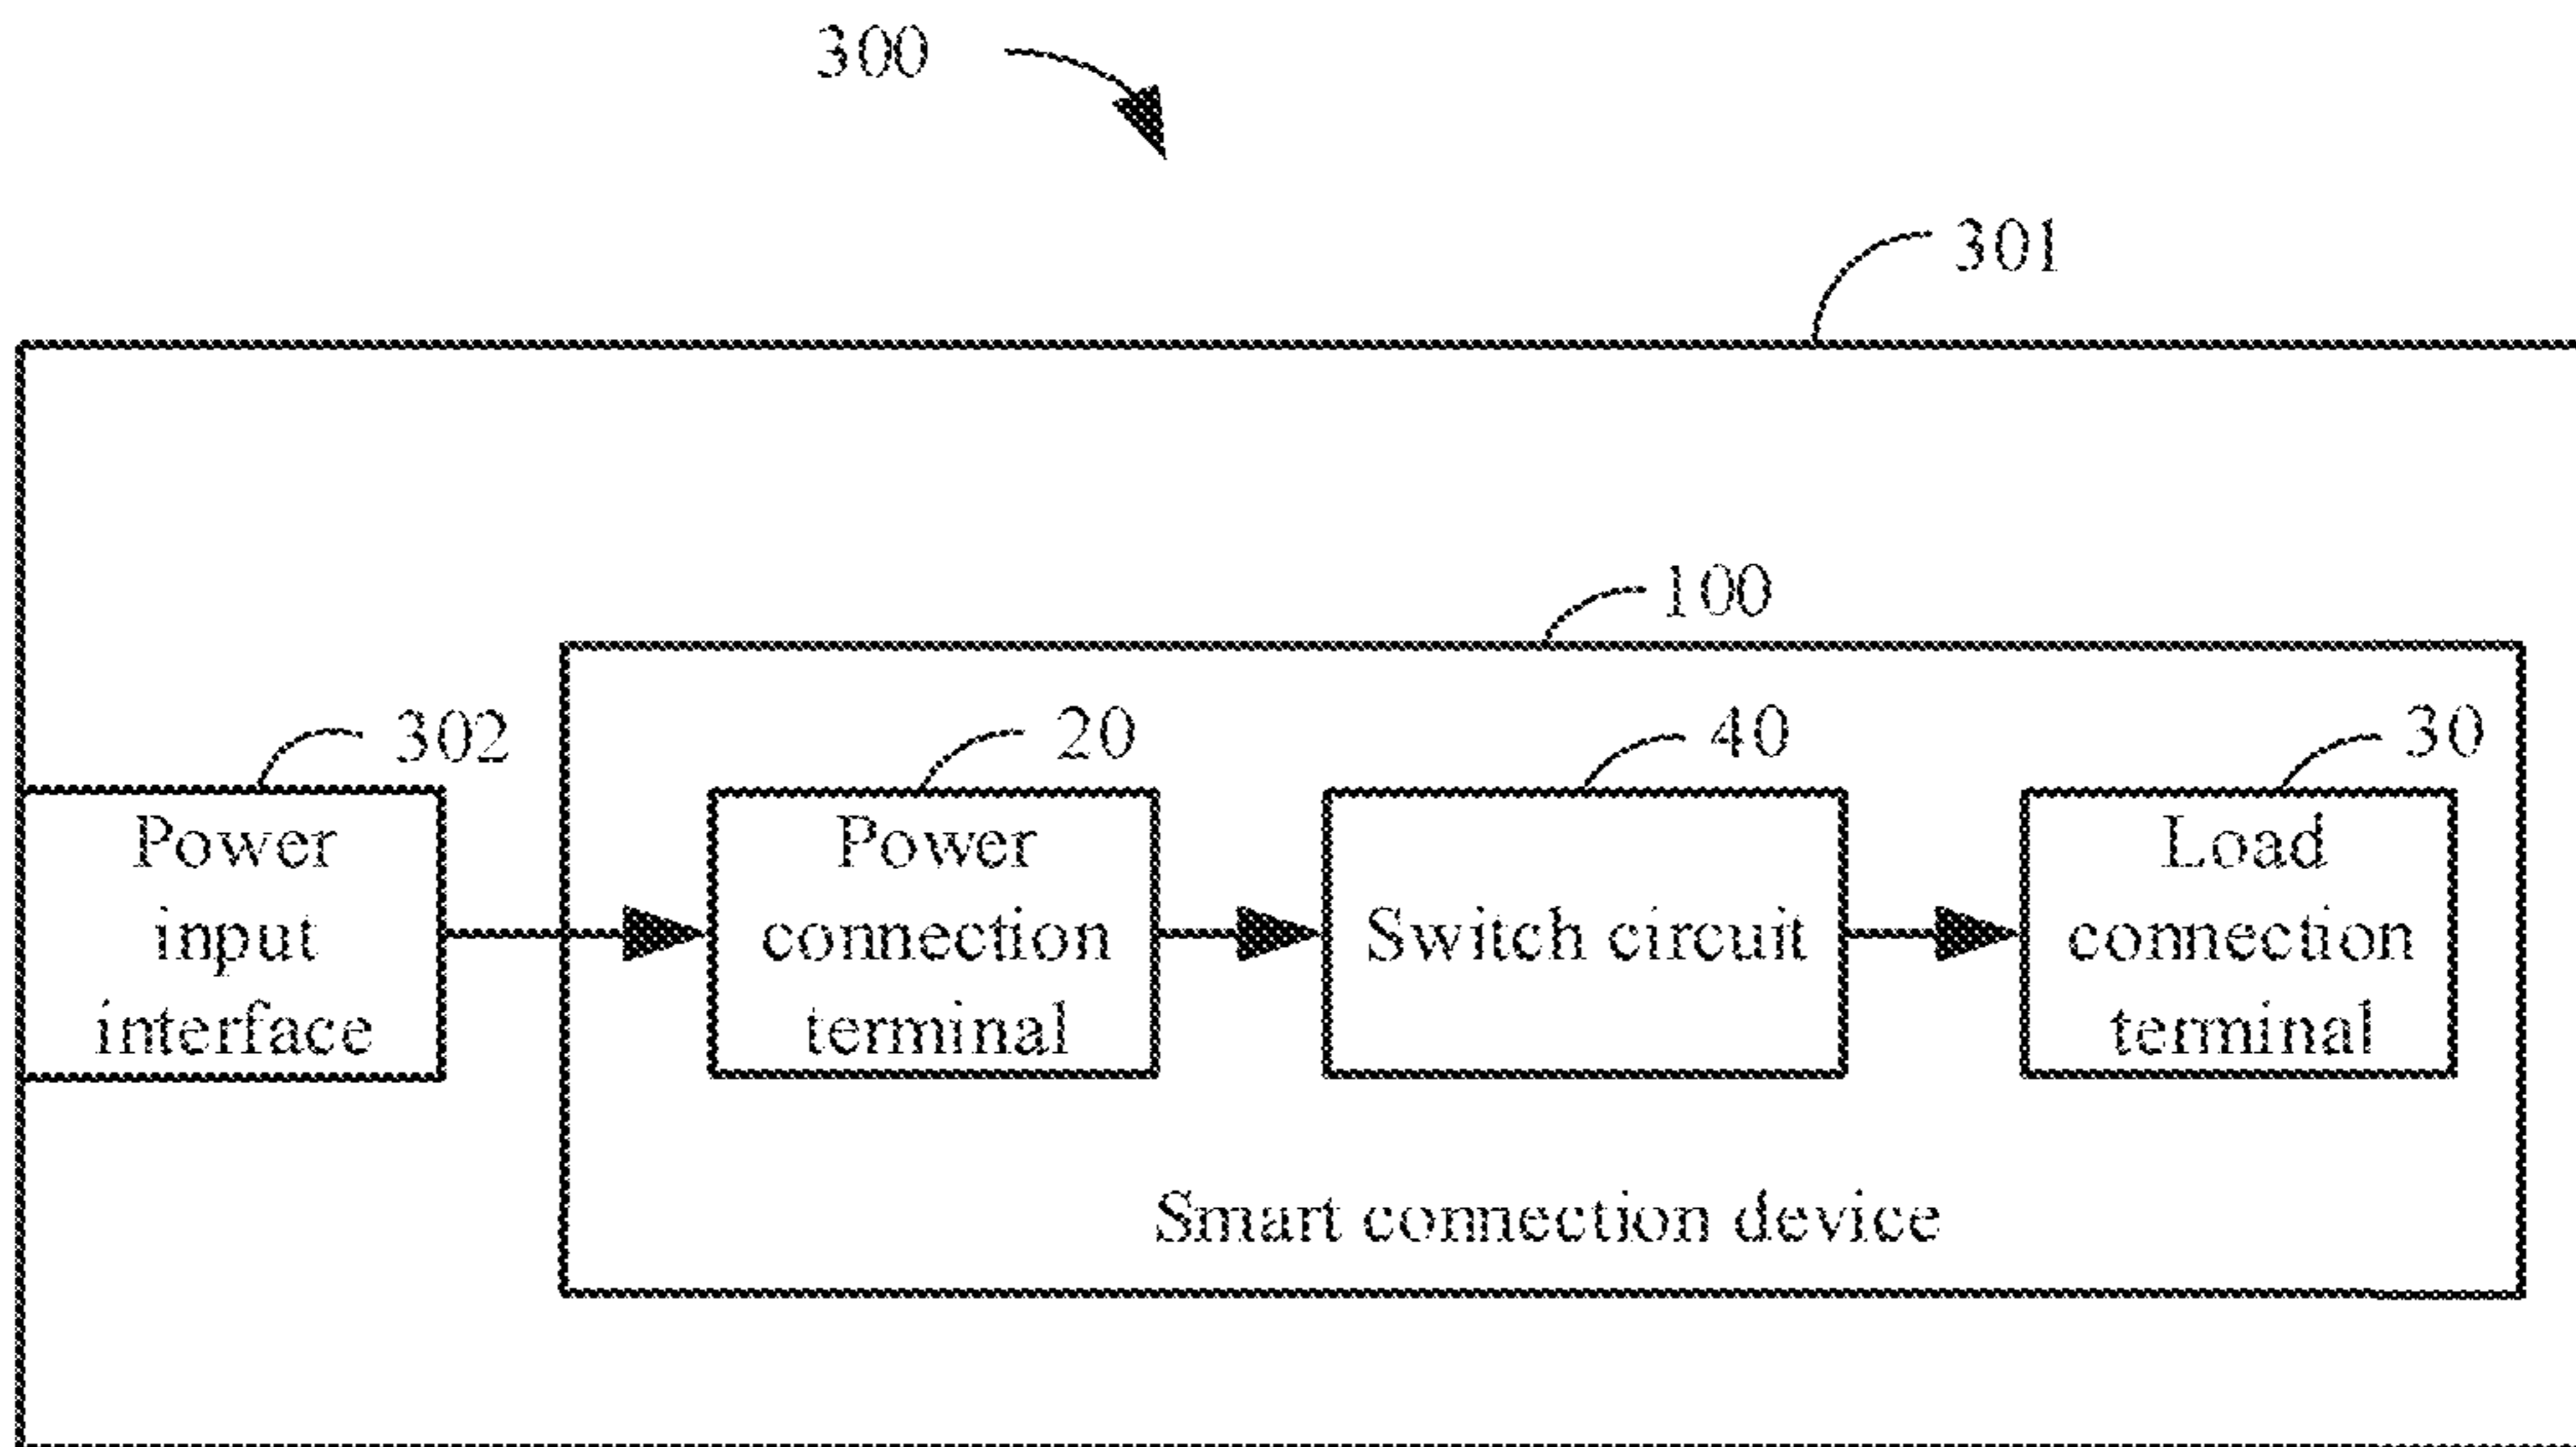 300
301
100
302
20
40
30
Power
input
interface
Power
connection
terminal
Switch circuit
Load
connection
terminal
Smart connection device